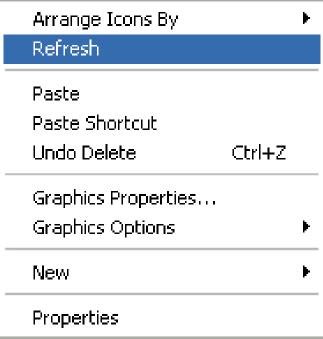 Arrange Icons By
Refresh
Paste
Paste Shortcut
Undo Delete Ctrl+Z
Graphics Properties...
Graphics Options
New
Properties